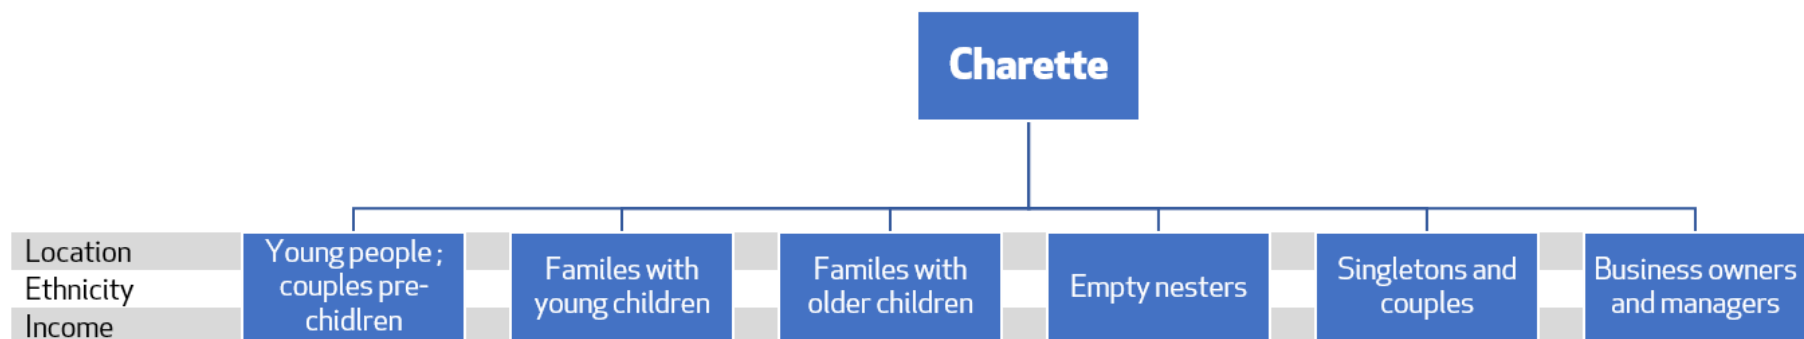 Charette
Location
Ethnicity
Income
Young people ;
couples pre-
chidlren
Familes with
young children
Familes with
older children
Empty nesters
Singletons and
couples
Business owners
and managers